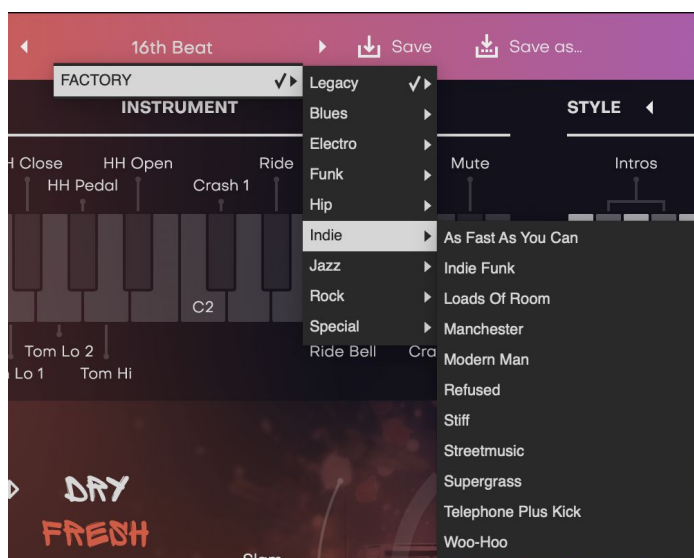 16th Beat
Save
Save as...
FACTORY
Legacy
INSTRUMENT
Blues
STYLE
Electro
H Close
HH Open
Ride
Funk
Mute
Intros
HH Pedal
Crash 1
Hip
Indie
As Fast As You Can
Jazz
Indie Funk
Rock
Loads Of Room
C2
Special
Manchester
Tom Lo 2
Ride Bell
Cra
Modern Man
Lo 1
Tom Hi
Refused
Stiff
Streetmusic
DRY
Supergrass
Telephone Plus Kick
FRESH
Woo-Hoo